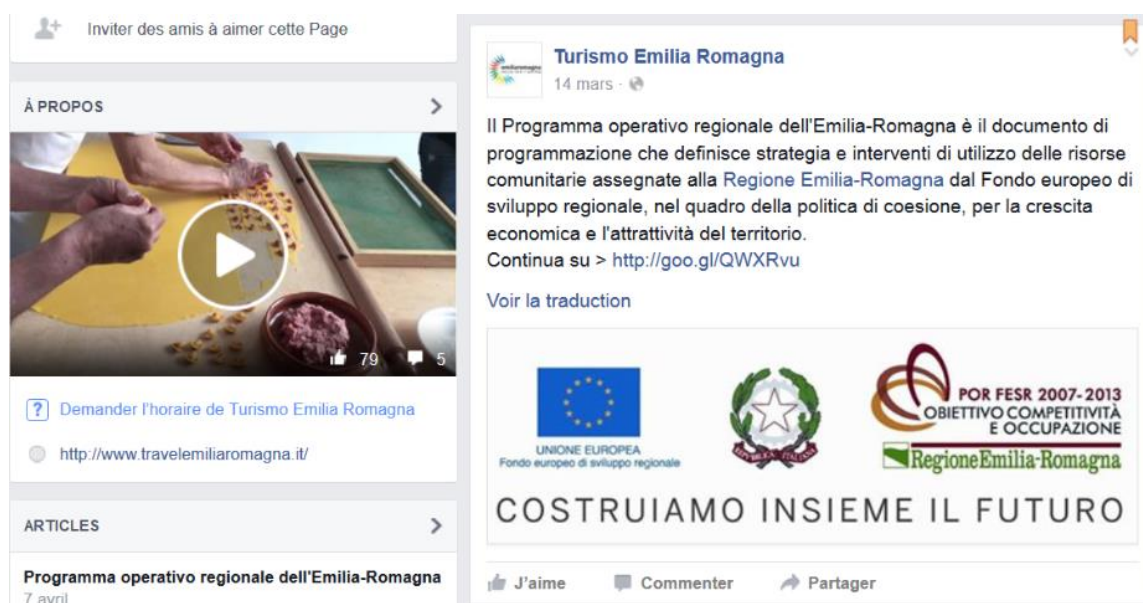 Inviter des amis à aimer cette Page
À PROPOS
79 5
? Demander l'horaire de Turismo Emilia Romagna
http://www.travelemiliaromagna.it/
ARTICLES
Programma operativo regionale dell'Emilia-Romagna
7 avril
emiliaromagna
Turismo Emilia Romagna
14 mars ·
Il Programma operativo regionale dell'Emilia-Romagna è il documento di
programmazione che definisce strategia e interventi di utilizzo delle risorse
comunitarie assegnate alla Regione Emilia-Romagna dal Fondo europeo di
sviluppo regionale, nel quadro della politica di coesione, per la crescita
economica e l'attrattività del territorio.
Continua su > http://goo.gl/QWXRvu
Voir la traduction
UNIONE EUROPEA
Fondo europeo di sviluppo regionale
REPVBBLICA ITALIANA
POR FESR 2007-2013
OBIETTIVO COMPETITIVITÀ
E OCCUPAZIONE
RegioneEmilia-Romagna
COSTRUIAMO INSIEME IL FUTURO
J'aime Commenter Partager